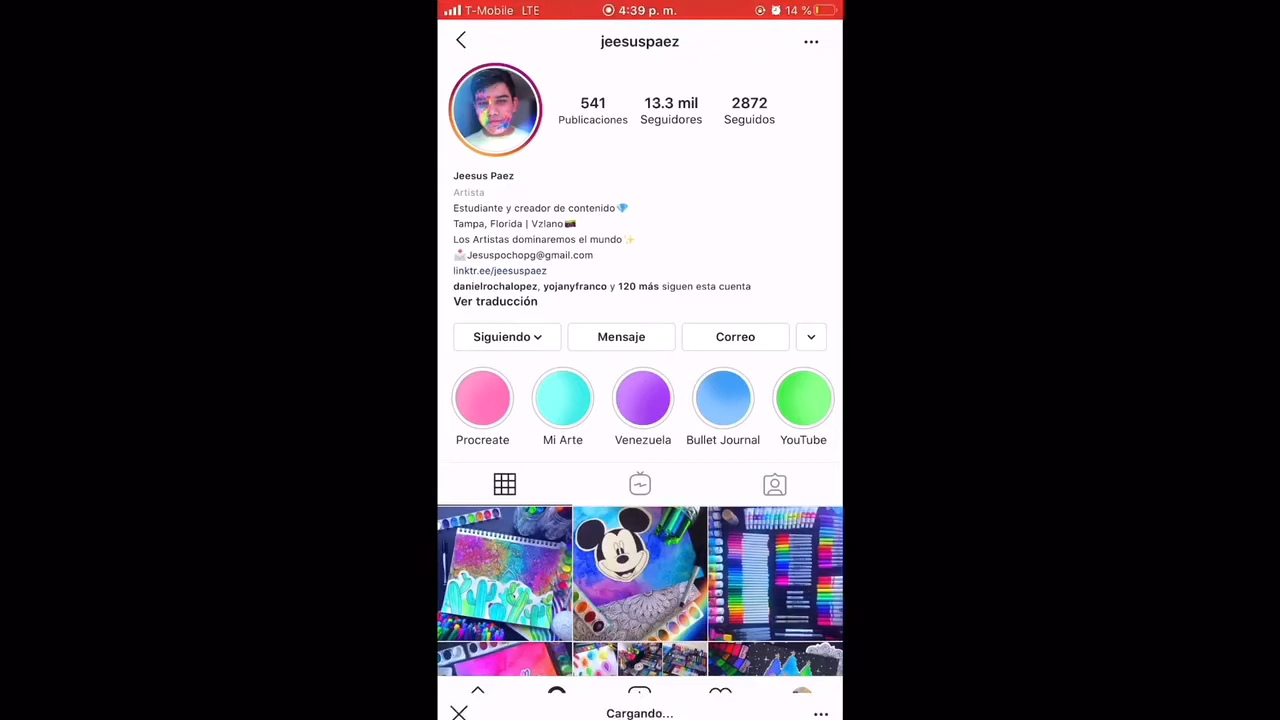 T-Mobile LTE 4:39 p. m. 14 %
jeesuspaez
541 13.3 mil 2872
Publicaciones Seguidores Seguidos
Jeesus Paez
Artista
Estudiante y creador de contenido💎
Tampa, Florida | Vzlano🇻🇪
Los Artistas dominaremos el mundo✨
📩Jesuspochopg@gmail.com
linktr.ee/jeesuspaez
danielrochalopez, yojanyfranco y 120 más siguen esta cuenta
Ver traducción
Siguiendo Mensaje Correo
Procreate Mi Arte Venezuela Bullet Journal YouTube
Cargando...